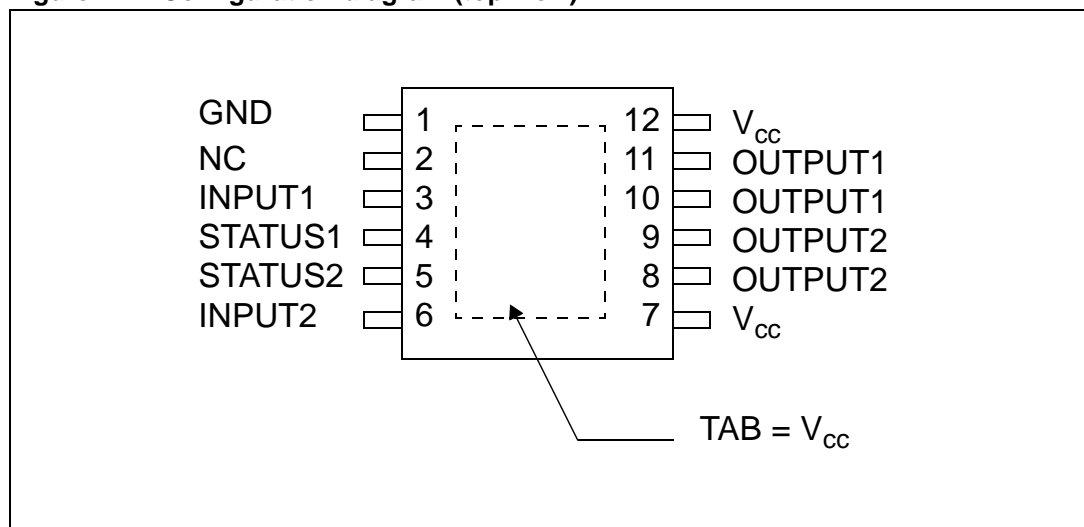 GND 1 12 Vcc
NC 2 11 OUTPUT1
INPUT1 3 10 OUTPUT1
STATUS1 4 9 OUTPUT2
STATUS2 5 8 OUTPUT2
INPUT2 6 7 Vcc
TAB = Vcc